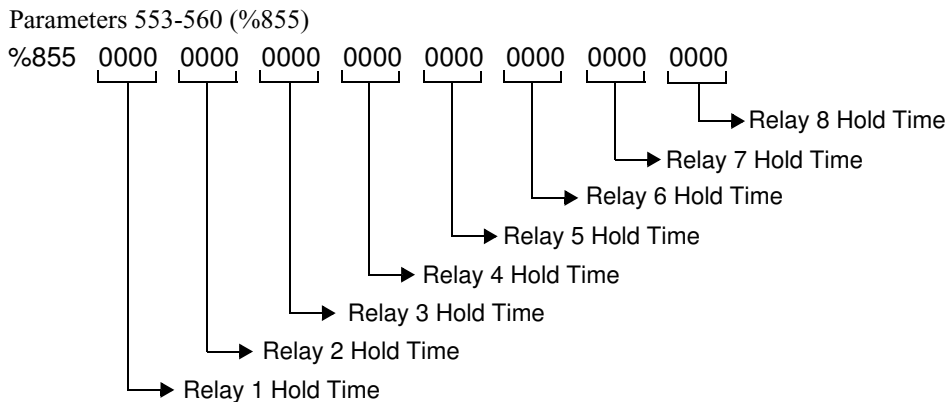 Parameters 553-560 (%855)
%855 0000 0000 0000 0000 0000 0000 0000 0000
Relay 8 Hold Time
Relay 7 Hold Time
Relay 6 Hold Time
Relay 5 Hold Time
Relay 4 Hold Time
Relay 3 Hold Time
Relay 2 Hold Time
Relay 1 Hold Time